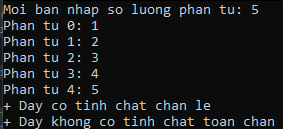 Moi ban nhap so luong phan tu: 5
Phan tu 0: 1
Phan tu 1: 2
Phan tu 2: 3
Phan tu 3: 4
Phan tu 4: 5
+ Day co tinh chat chan le
+ Day khong co tinh chat toan chan